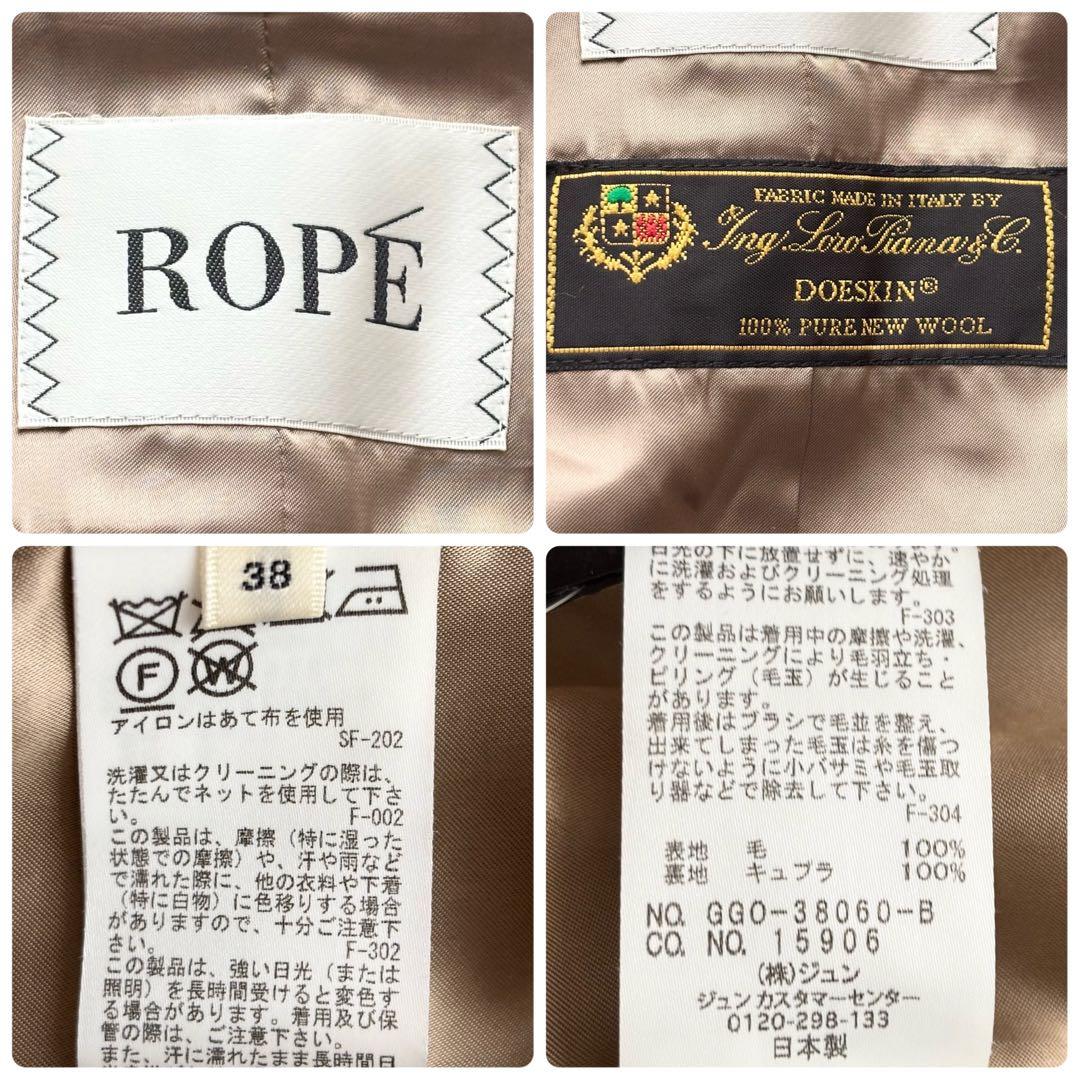 ROPÉ
FABRIC MADE IN ITALY BY
Ing. Loro Piana & C.
DOESKIN®
100% PURE NEW WOOL
38
F
W
アイロンはあて布を使用
SF-202
洗濯又はクリーニングの際は、
たたんでネットを使用して下さ
い。
F-002
この製品は、摩擦（特に湿った
状態での摩擦）や、汗や雨など
で濡れた際に、他の衣料や下着
（特に白物）に色移りする場合
がありますので、十分ご注意下
さい。
F-302
この製品は、強い日光（または
照明）を長時間受けると変色す
る場合があります。着用及び保
管の際は、ご注意下さい。
また、汗に濡れたまま長時間日
光の下に放置せずに、速やか
に洗濯およびクリーニング処理
をするようにお願いします。
F-303
この製品は着用中の摩擦や洗濯、
クリーニングにより毛羽立ち・
ピリング（毛玉）が生じること
があります。
着用後はブラシで毛並を整え、
出来てしまった毛玉は糸を傷つ
けないように小バサミや毛玉取
り器などで除去して下さい。
F-304
表地 毛 100%
裏地 キュプラ 100%
NO. GGO-38060-B
CO. NO. 15906
(株)ジュン
ジュンカスタマーセンター
0120-298-133
日本製